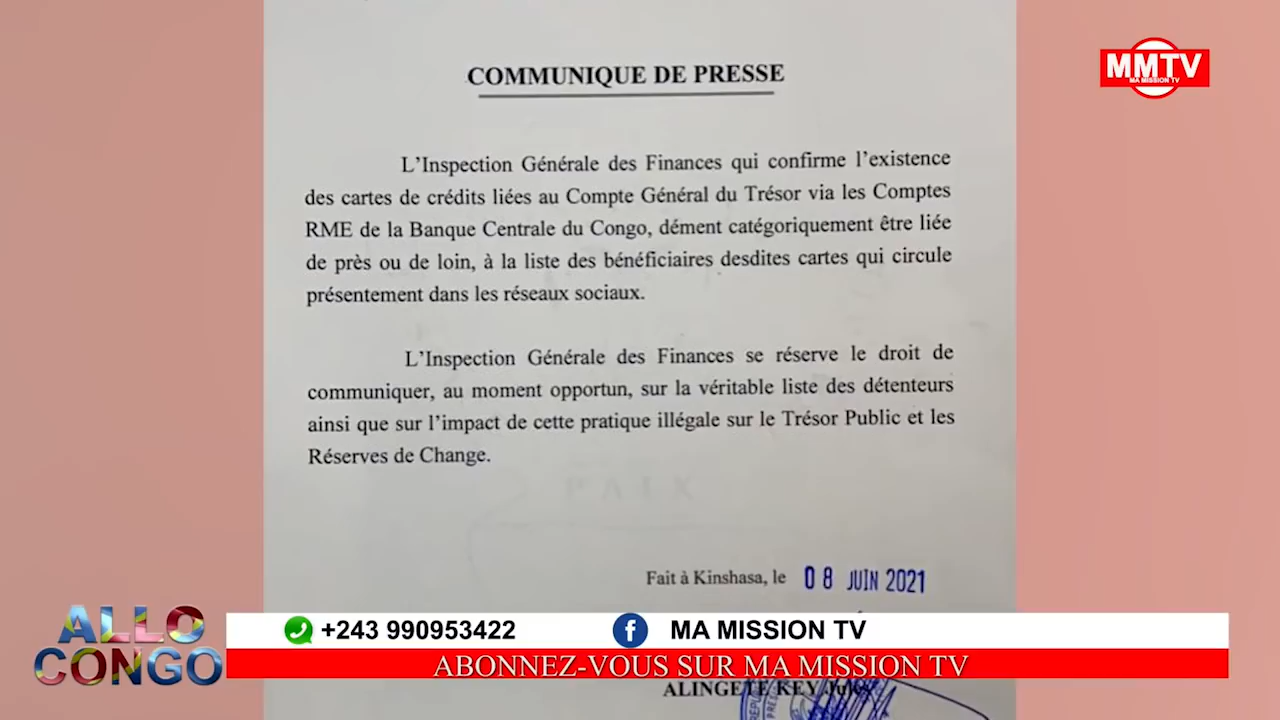 COMMUNIQUE DE PRESSE
MMTV
MA MISSION TV
L'Inspection Générale des Finances qui confirme l'existence
des cartes de crédits liées au Compte Général du Trésor via les Comptes
RME de la Banque Centrale du Congo, dément catégoriquement être liée
de près ou de loin, à la liste des bénéficiaires desdites cartes qui circule
présentement dans les réseaux sociaux.
L'Inspection Générale des Finances se réserve le droit de
communiquer, au moment opportun, sur la véritable liste des détenteurs
ainsi que sur l'impact de cette pratique illégale sur le Trésor Public et les
Réserves de Change.
PAIX
Fait à Kinshasa, le 08 JUIN 2021
ALLO
CONGO
+243 990953422 MA MISSION TV
ABONNEZ-VOUS SUR MA MISSION TV
ALINGETE KEY